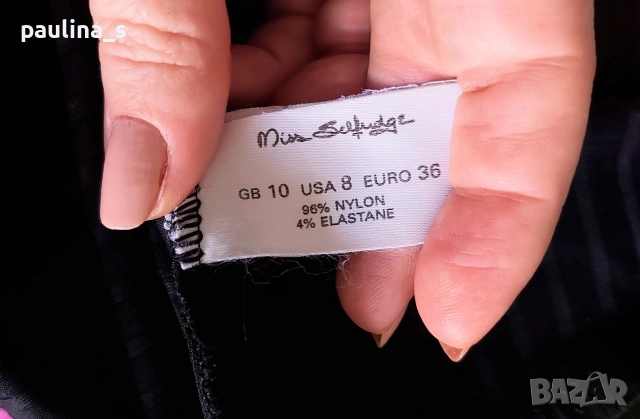 paulina_s
Miss Selfridge
GB 10 USA 8 EURO 36
96% NYLON
4% ELASTANE
BAZAR